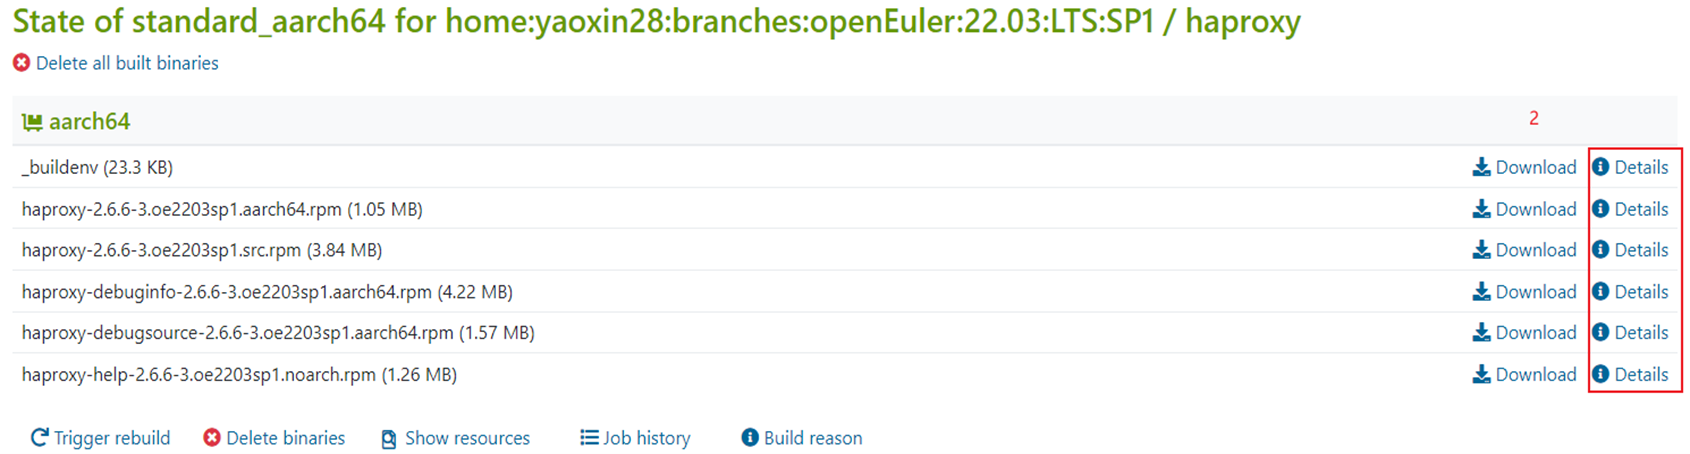 State of standard_aarch64 for home:yaoxin28:branches:openEuler:22.03:LTS:SP1 / haproxy
Delete all built binaries
aarch64 2
_buildenv (23.3 KB) Download Details
haproxy-2.6.6-3.oe2203sp1.aarch64.rpm (1.05 MB) Download Details
haproxy-2.6.6-3.oe2203sp1.src.rpm (3.84 MB) Download Details
haproxy-debuginfo-2.6.6-3.oe2203sp1.aarch64.rpm (4.22 MB) Download Details
haproxy-debugsource-2.6.6-3.oe2203sp1.aarch64.rpm (1.57 MB) Download Details
haproxy-help-2.6.6-3.oe2203sp1.noarch.rpm (1.26 MB) Download Details
Trigger rebuild Delete binaries Show resources Job history Build reason